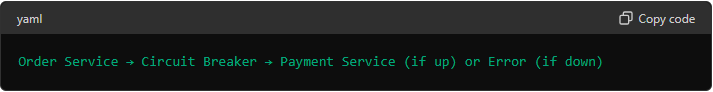 yaml
Copy code
Order Service → Circuit Breaker → Payment Service (if up) or Error (if down)